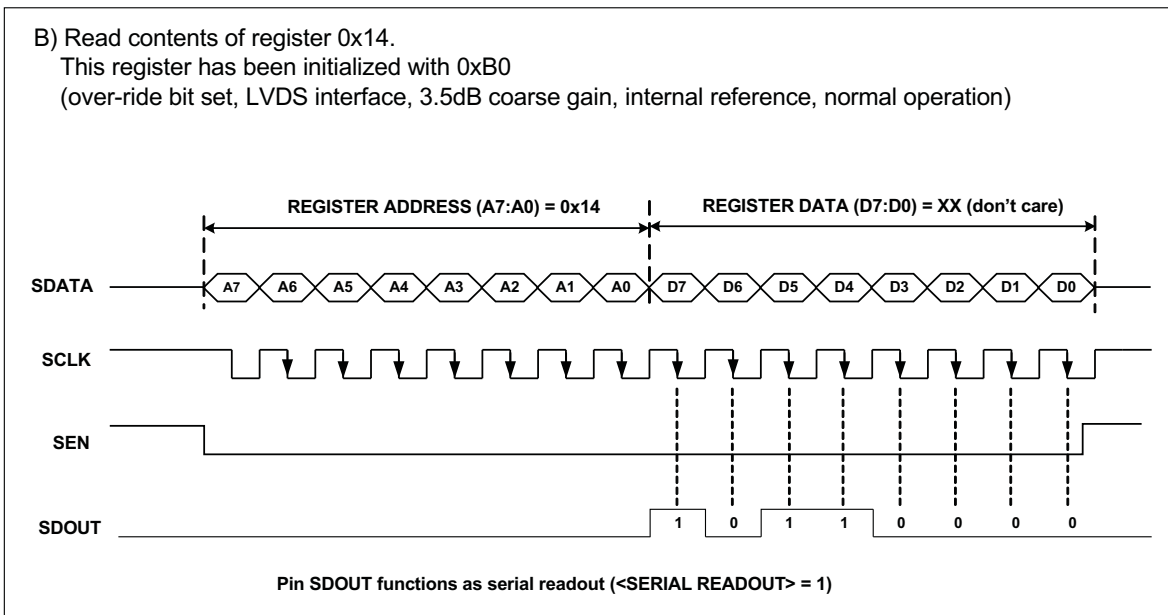 B) Read contents of register 0x14.
This register has been initialized with 0xB0
(over-ride bit set, LVDS interface, 3.5dB coarse gain, internal reference, normal operation)
REGISTER ADDRESS (A7:A0) = 0x14 REGISTER DATA (D7:D0) = XX (don't care)
SDATA A7 A6 A5 A4 A3 A2 A1 A0 D7 D6 D5 D4 D3 D2 D1 D0
SCLK
SEN
SDOUT 1 0 1 1 0 0 0 0
Pin SDOUT functions as serial readout (<SERIAL READOUT> = 1)